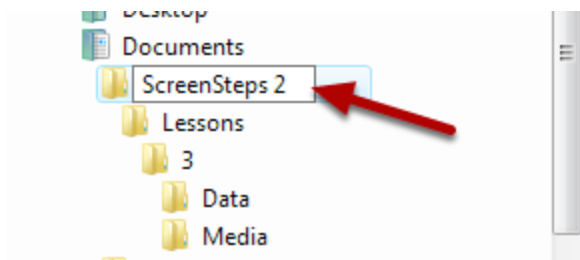 Desktop
Documents
ScreenSteps 2
Lessons
3
Data
Media